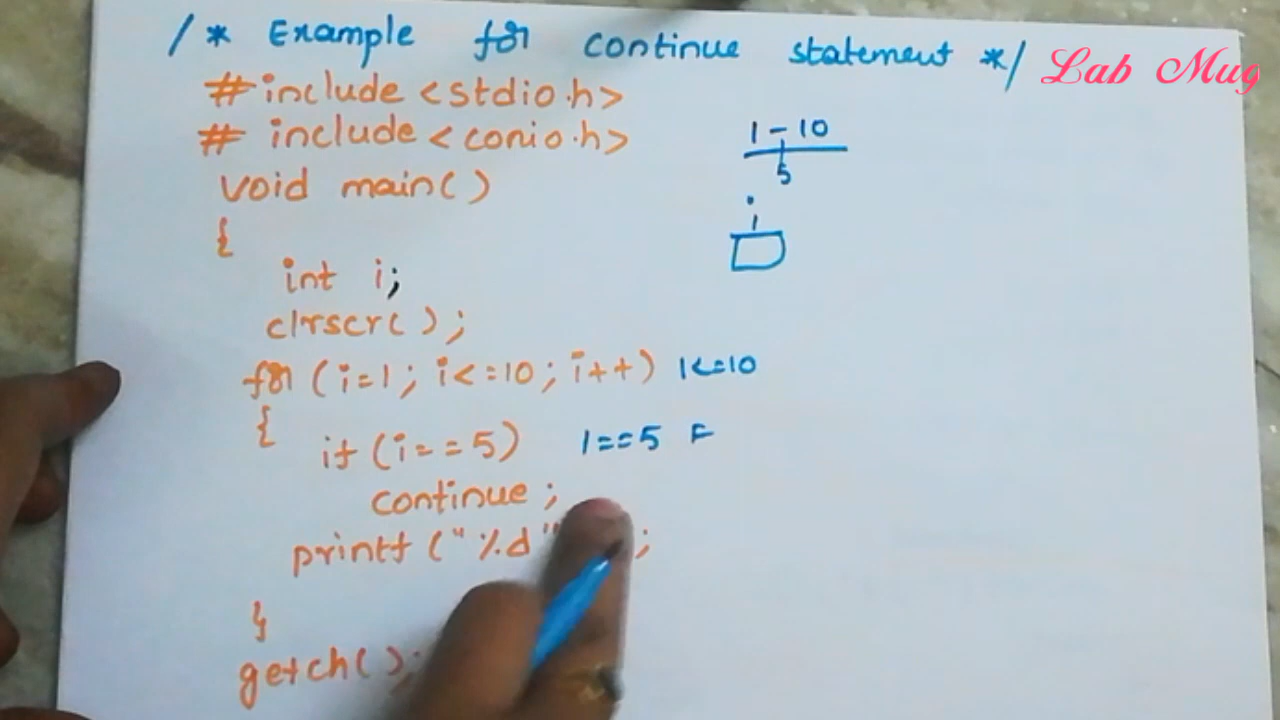 /* Example for continue statement */
Lab Mug
#include <stdio.h>
# include <conio.h>
1 - 10
5
void main()
{
i
int i;
clrscr();
for (i=1; i<=10; i++) 1<=10
{
if (i==5) 1==5 F
continue;
printf ("%d" ;
}
getch();